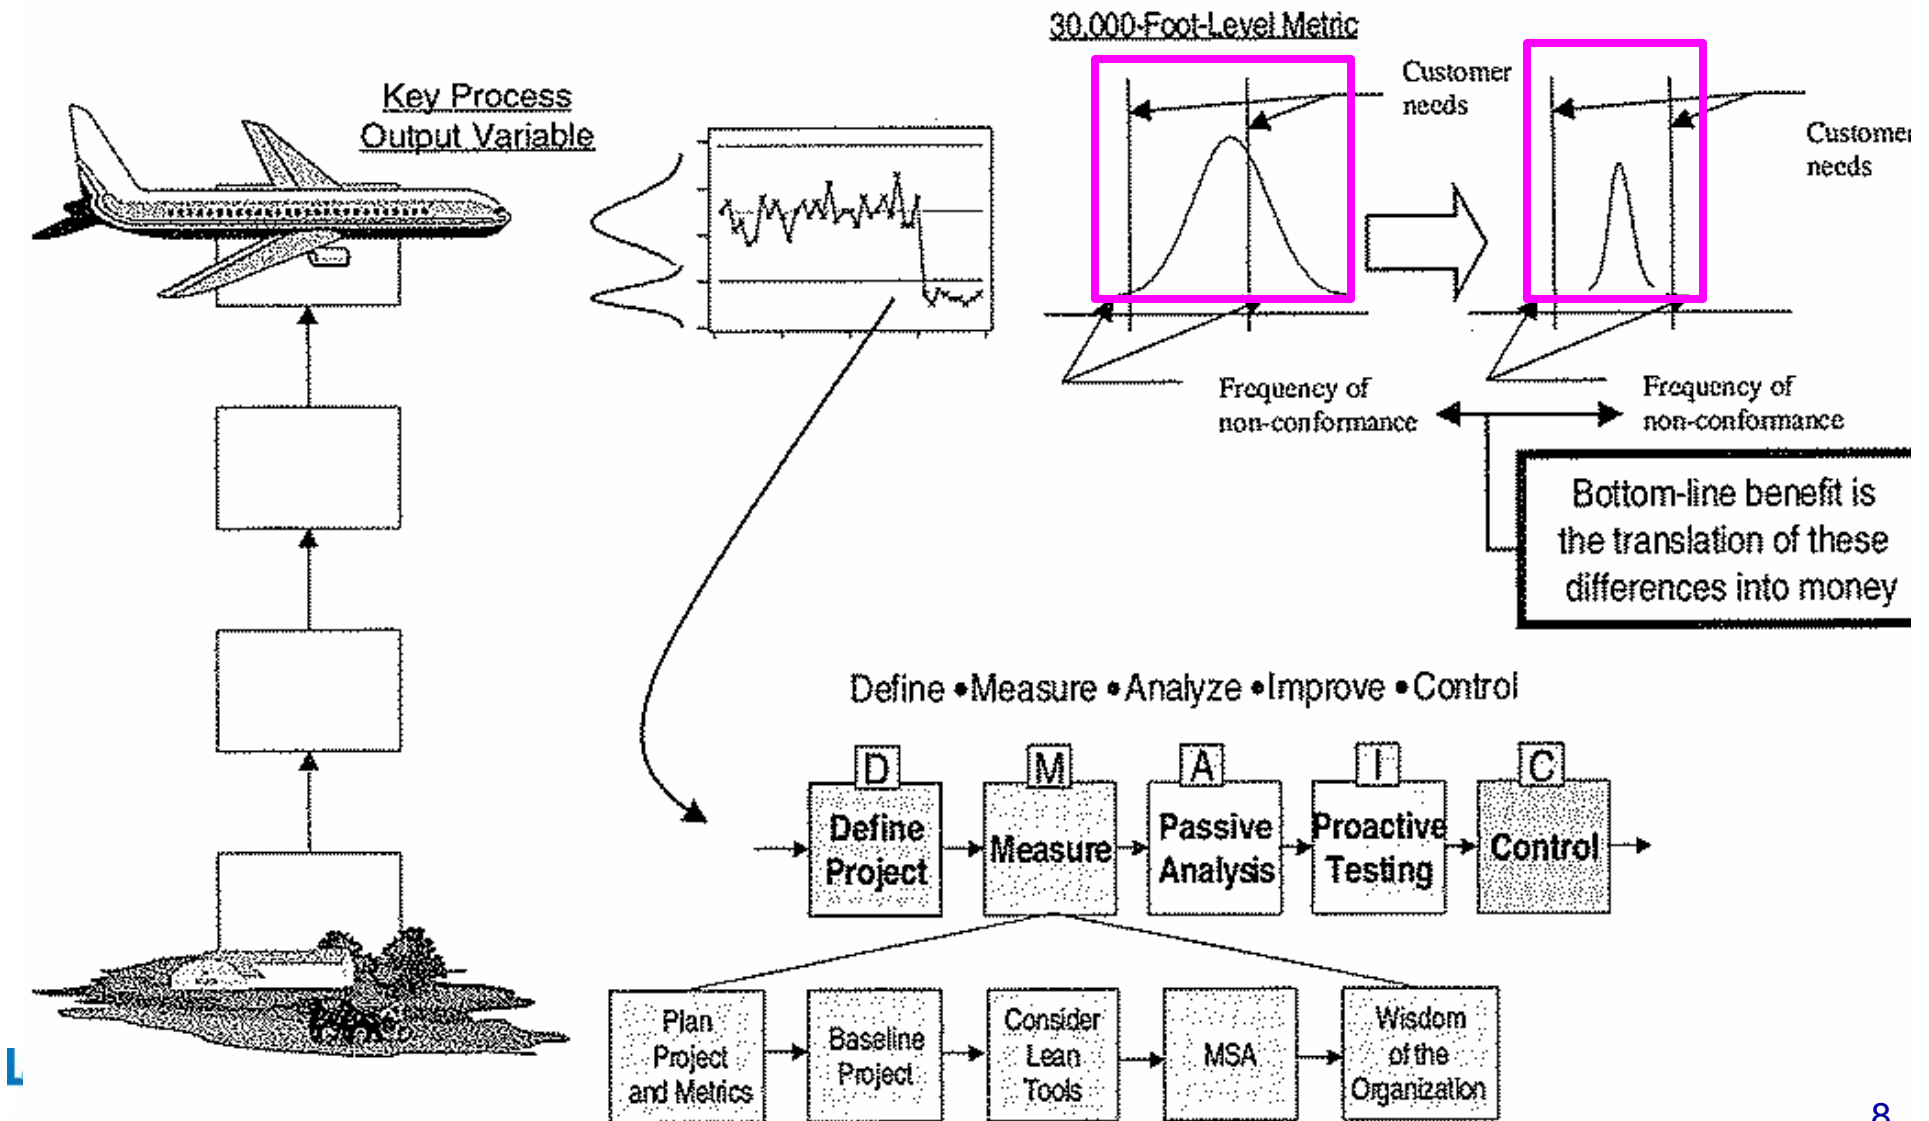 30,000-Foot-Level Metric
Key Process
Output Variable
Customer
needs
Customer
needs
Frequency of
non-conformance
Frequency of
non-conformance
Bottom-line benefit is
the translation of these
differences into money
Define •Measure •Analyze •Improve •Control
D
M
A
I
C
Define
Project
Measure
Passive
Analysis
Proactive
Testing
Control
Plan
Project
and Metrics
Baseline
Project
Consider
Lean
Tools
MSA
Wisdom
of the
Organization
L
8